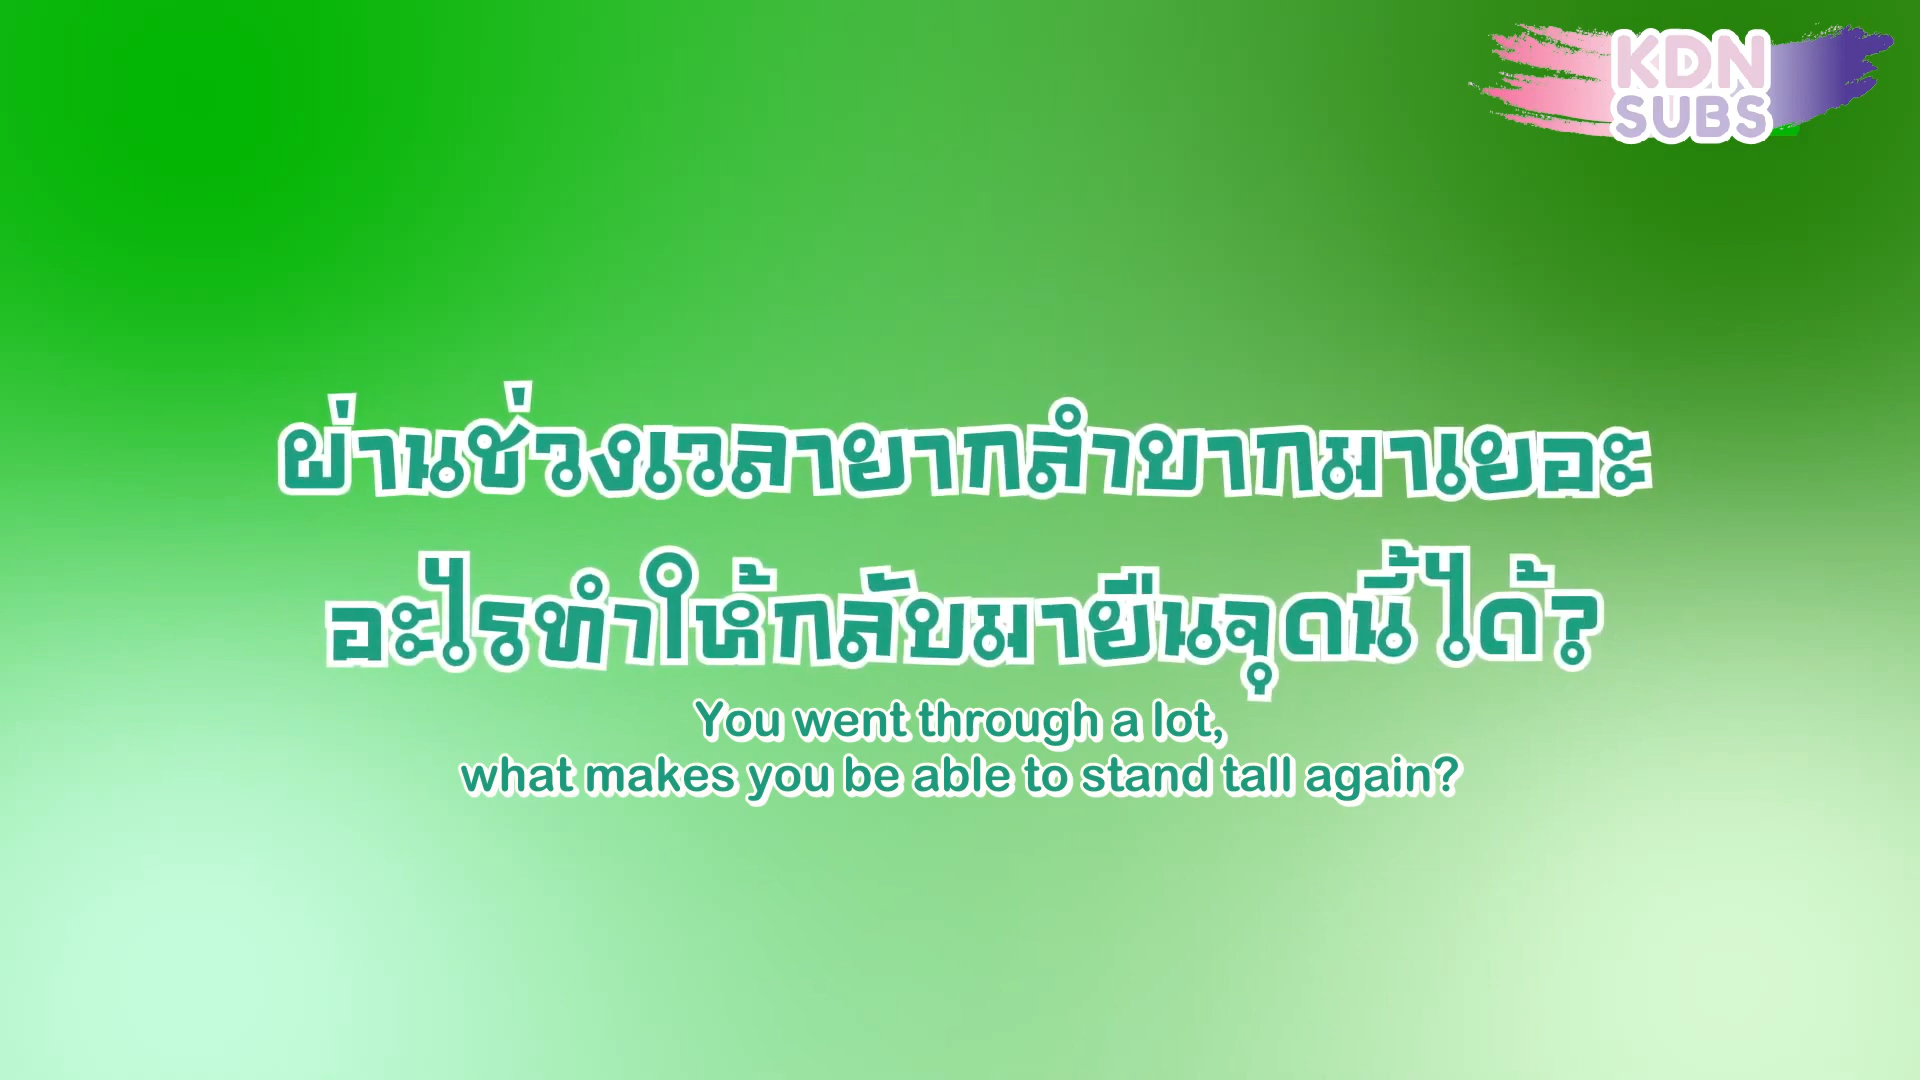 KDN
SUBS
ผ่านช่วงเวลายากลำบากมาเยอะ
อะไรทำให้กลับมายืนจุดนี้ได้?
You went through a lot,
what makes you be able to stand tall again?